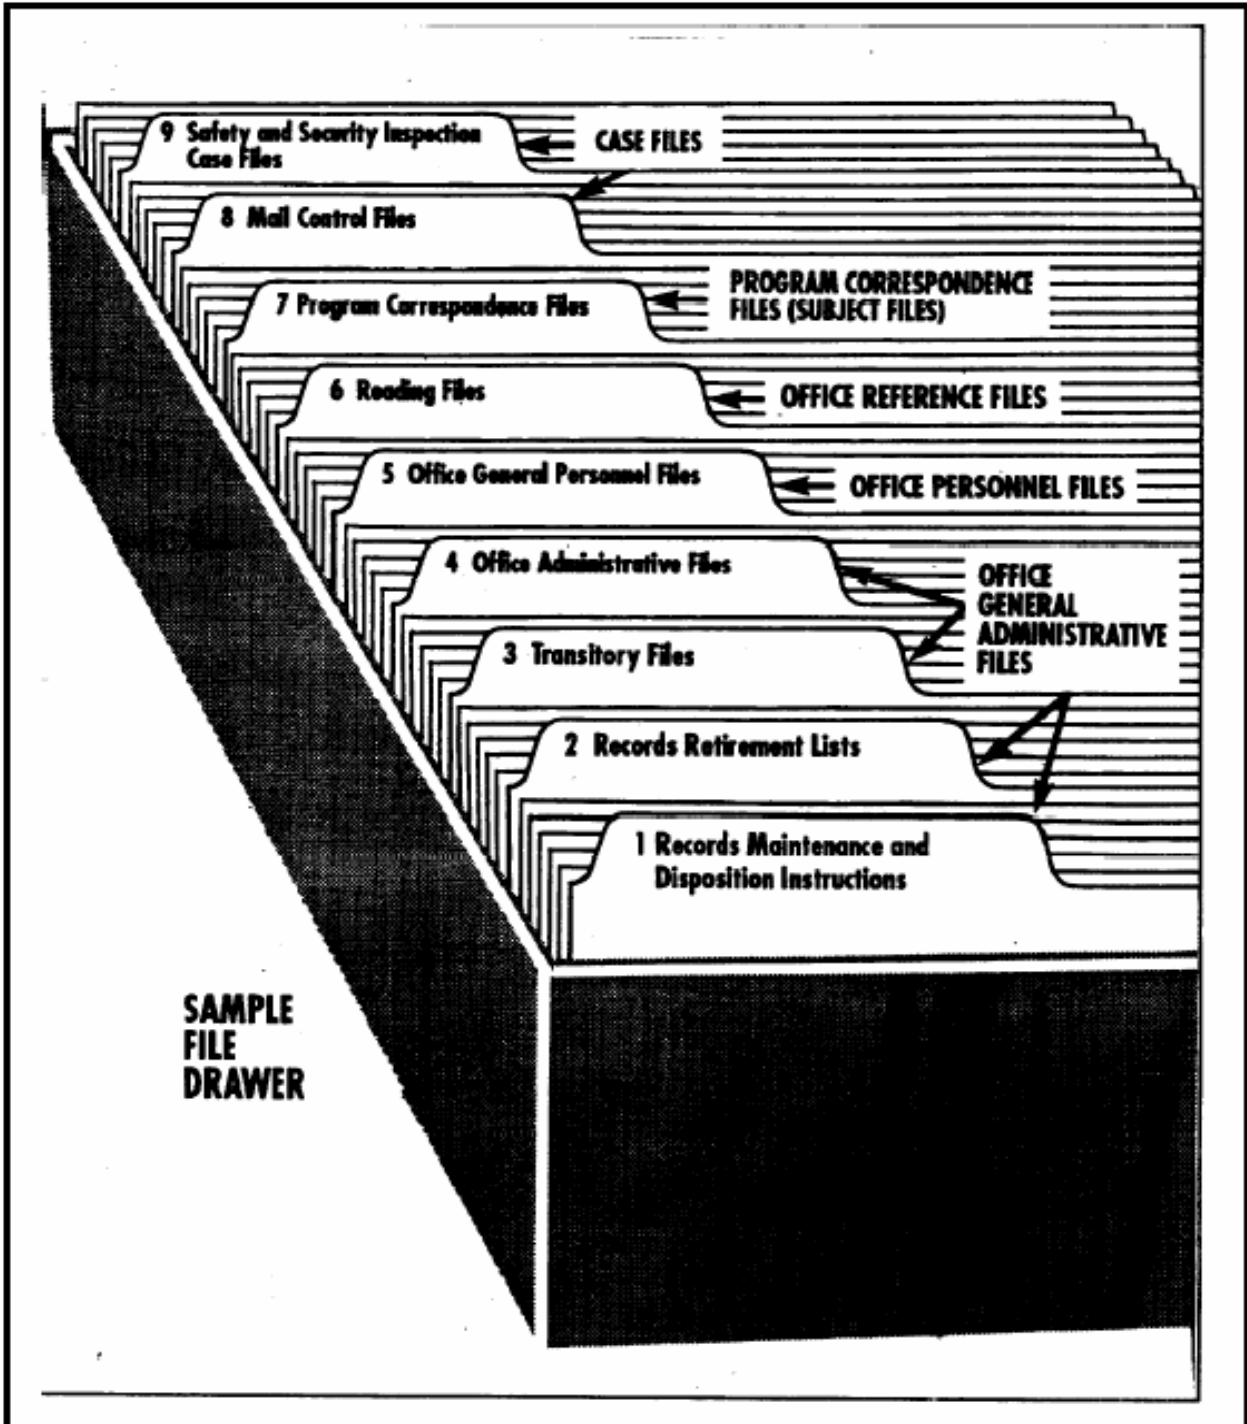 9 Safety and Security Inspection
Case Files
CASE FILES
8 Mail Control Files
7 Program Correspondence Files
PROGRAM CORRESPONDENCE
FILES (SUBJECT FILES)
6 Reading Files
OFFICE REFERENCE FILES
5 Office General Personnel Files
OFFICE PERSONNEL FILES
4 Office Administrative Files
OFFICE
GENERAL
ADMINISTRATIVE
FILES
3 Transitory Files
2 Records Retirement Lists
1 Records Maintenance and
Disposition Instructions
SAMPLE
FILE
DRAWER